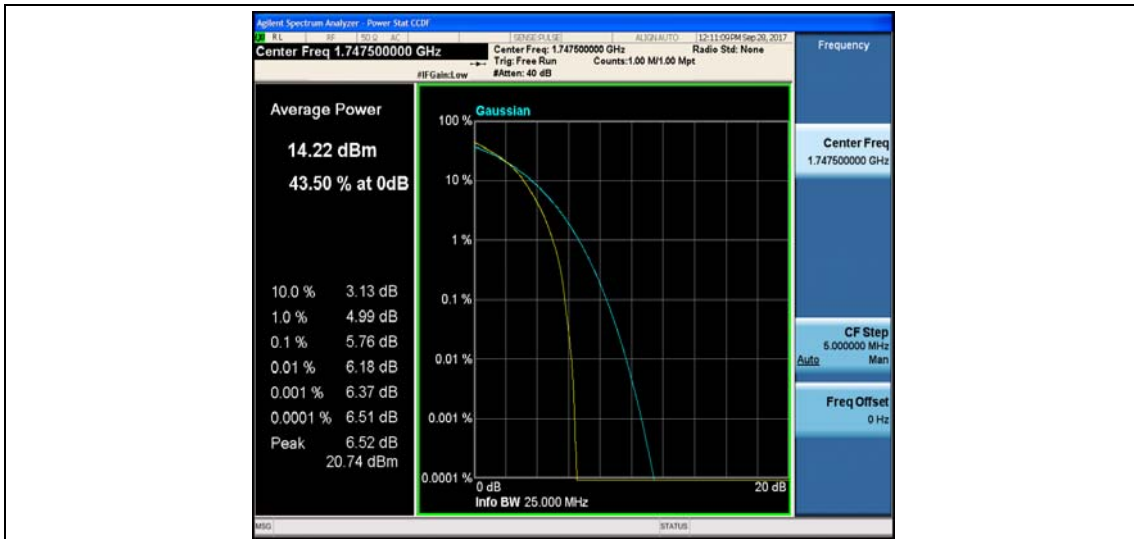 Agilent Spectrum Analyzer - Power Stat CCDF
RL RF 50 Ω AC SENSE:PULSE ALIGN AUTO 12:11:09 PM Sep 28, 2017
Center Freq 1.747500000 GHz
Center Freq: 1.747500000 GHz Radio Std: None
Trig: Free Run Counts:1.00 M/1.00 Mpt
#IFGain:Low #Atten: 40 dB
Frequency
Average Power
14.22 dBm
43.50 % at 0dB
10.0 % 3.13 dB
1.0 % 4.99 dB
0.1 % 5.76 dB
0.01 % 6.18 dB
0.001 % 6.37 dB
0.0001 % 6.51 dB
Peak 6.52 dB
20.74 dBm
Gaussian
100 %
10 %
1 %
0.1 %
0.01 %
0.001 %
0.0001 %
0 dB 20 dB
Info BW 25.000 MHz
Center Freq
1.747500000 GHz
CF Step
5.000000 MHz
Auto Man
Freq Offset
0 Hz
MSG STATUS